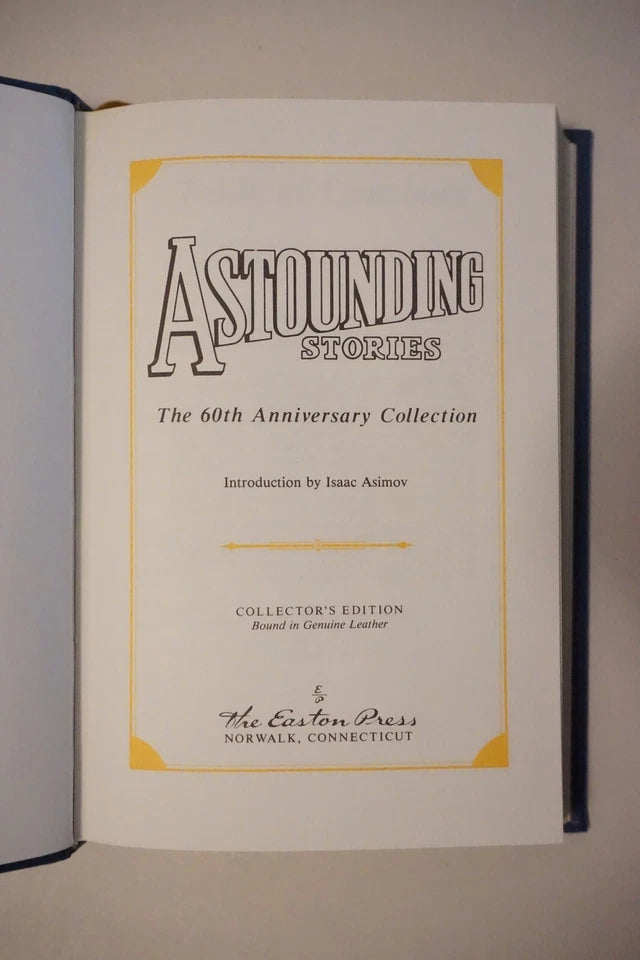 ASTOUNDING
STORIES
The 60th Anniversary Collection
Introduction by Isaac Asimov
COLLECTOR'S EDITION
Bound in Genuine Leather
E
P
The Easton Press
NORWALK, CONNECTICUT